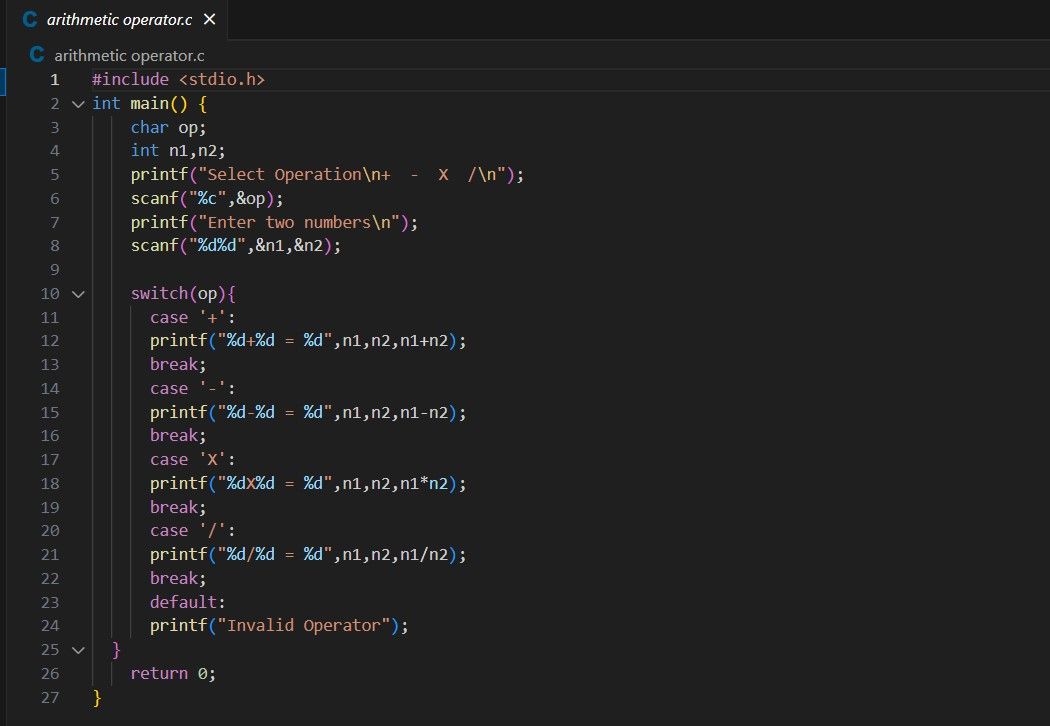 C arithmetic operator.c ×
C arithmetic operator.c
1 #include <stdio.h>
2 int main() {
3 char op;
4 int n1,n2;
5 printf("Select Operation\n+  -  X  /\n");
6 scanf("%c",&op);
7 printf("Enter two numbers\n");
8 scanf("%d%d",&n1,&n2);
9
10 switch(op){
11 case '+':
12 printf("%d+%d = %d",n1,n2,n1+n2);
13 break;
14 case '-':
15 printf("%d-%d = %d",n1,n2,n1-n2);
16 break;
17 case 'X':
18 printf("%dX%d = %d",n1,n2,n1*n2);
19 break;
20 case '/':
21 printf("%d/%d = %d",n1,n2,n1/n2);
22 break;
23 default:
24 printf("Invalid Operator");
25 }
26 return 0;
27 }